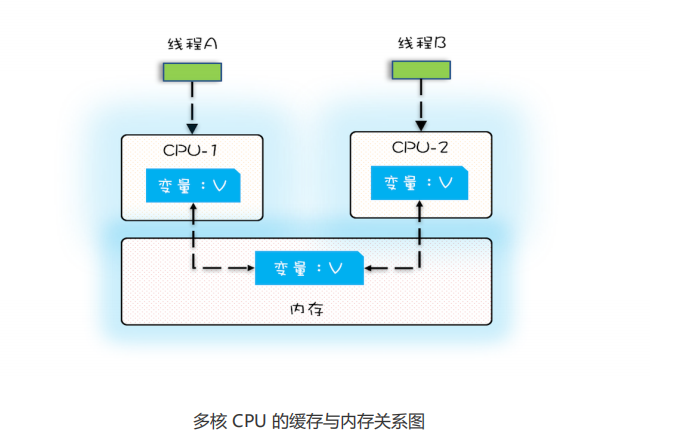 线程A
线程B
CPU-1
CPU-2
变量：V
变量：V
变量：V
内存
多核 CPU 的缓存与内存关系图